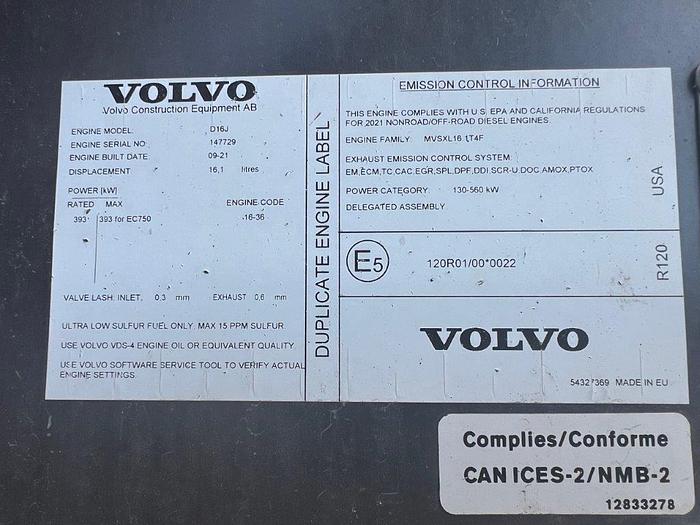 VOLVO
Volvo Construction Equipment AB
ENGINE MODEL: D16J
ENGINE SERIAL NO: 147729
ENGINE BUILT DATE: 09-21
DISPLACEMENT 16,1 litres
POWER [kW]
RATED MAX ENGINE CODE
393 393 for EC750 16-36
VALVE LASH: INLET. 0,3 mm EXHAUST 0,6 mm
ULTRA LOW SULFUR FUEL ONLY. MAX 15 PPM SULFUR
USE VOLVO VDS-4 ENGINE OIL OR EQUIVALENT QUALITY
USE VOLVO SOFTWARE SERVICE TOOL TO VERIFY ACTUAL
ENGINE SETTINGS.
DUPLICATE ENGINE LABEL
EMISSION CONTROL INFORMATION
THIS ENGINE COMPLIES WITH U.S. EPA AND CALIFORNIA REGULATIONS
FOR 2021 NONROAD/OFF-ROAD DIESEL ENGINES.
ENGINE FAMILY:
EXHAUST EMISSION CONTROL SYSTEM:
EM,ECM,TC,CAC,EGR,SPL,DPF,DDI,SCR-U,DOC,AMOX,PTOX
POWER CATEGORY: 130-560 kW
DELEGATED ASSEMBLY
USA
E5
120R01/00*0022
R120
VOLVO
54327369 MADE IN EU
Complies/Conforme
CAN ICES-2/NMB-2
12833278